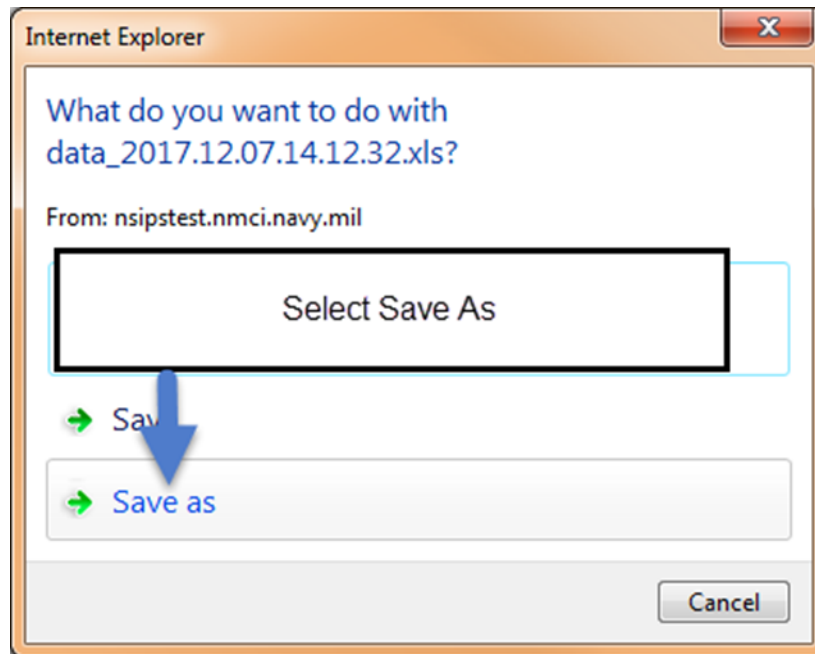 Internet Explorer
What do you want to do with
data_2017.12.07.14.12.32.xls?
From: nsipstest.nmci.navy.mil
Select Save As
Save as
Cancel